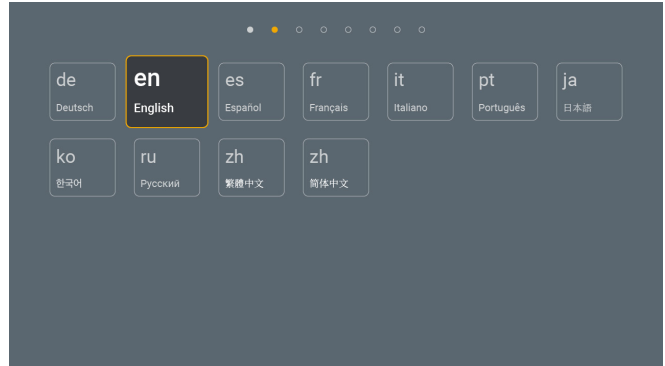 de
Deutsch
en
English
es
Español
fr
Français
it
Italiano
pt
Português
ja
日本語
ko
한국어
ru
Русский
zh
繁體中文
zh
简体中文